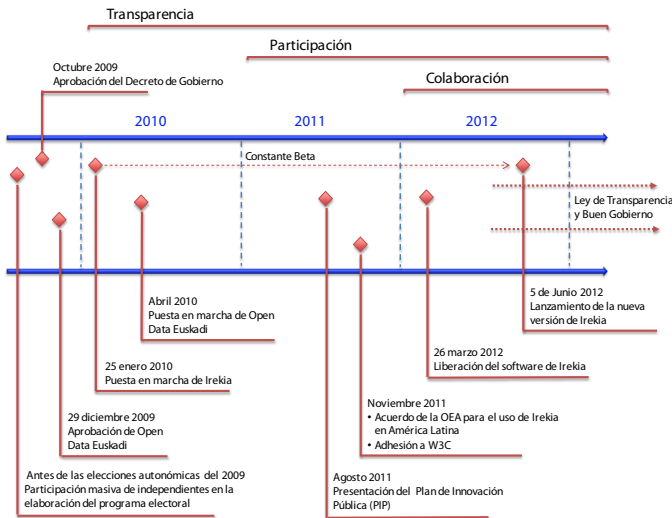 Transparencia
Participación
Colaboración
Octubre 2009
Aprobación del Decreto de Gobierno
2010
2011
2012
Constante Beta
Ley de Transparencia
y Buen Gobierno
Abril 2010
Puesta en marcha de Open
Data Euskadi
5 de Junio 2012
Lanzamiento de la nueva
versión de Irekia
25 enero 2010
Puesta en marcha de Irekia
26 marzo 2012
Liberación del software de Irekia
29 diciembre 2009
Aprobación de Open
Data Euskadi
Noviembre 2011
• Acuerdo de la OEA para el uso de Irekia
en América Latina
• Adhesión a W3C
Antes de las elecciones autonómicas del 2009
Participación masiva de independientes en la
elaboración del programa electoral
Agosto 2011
Presentación del Plan de Innovación
Pública (PIP)